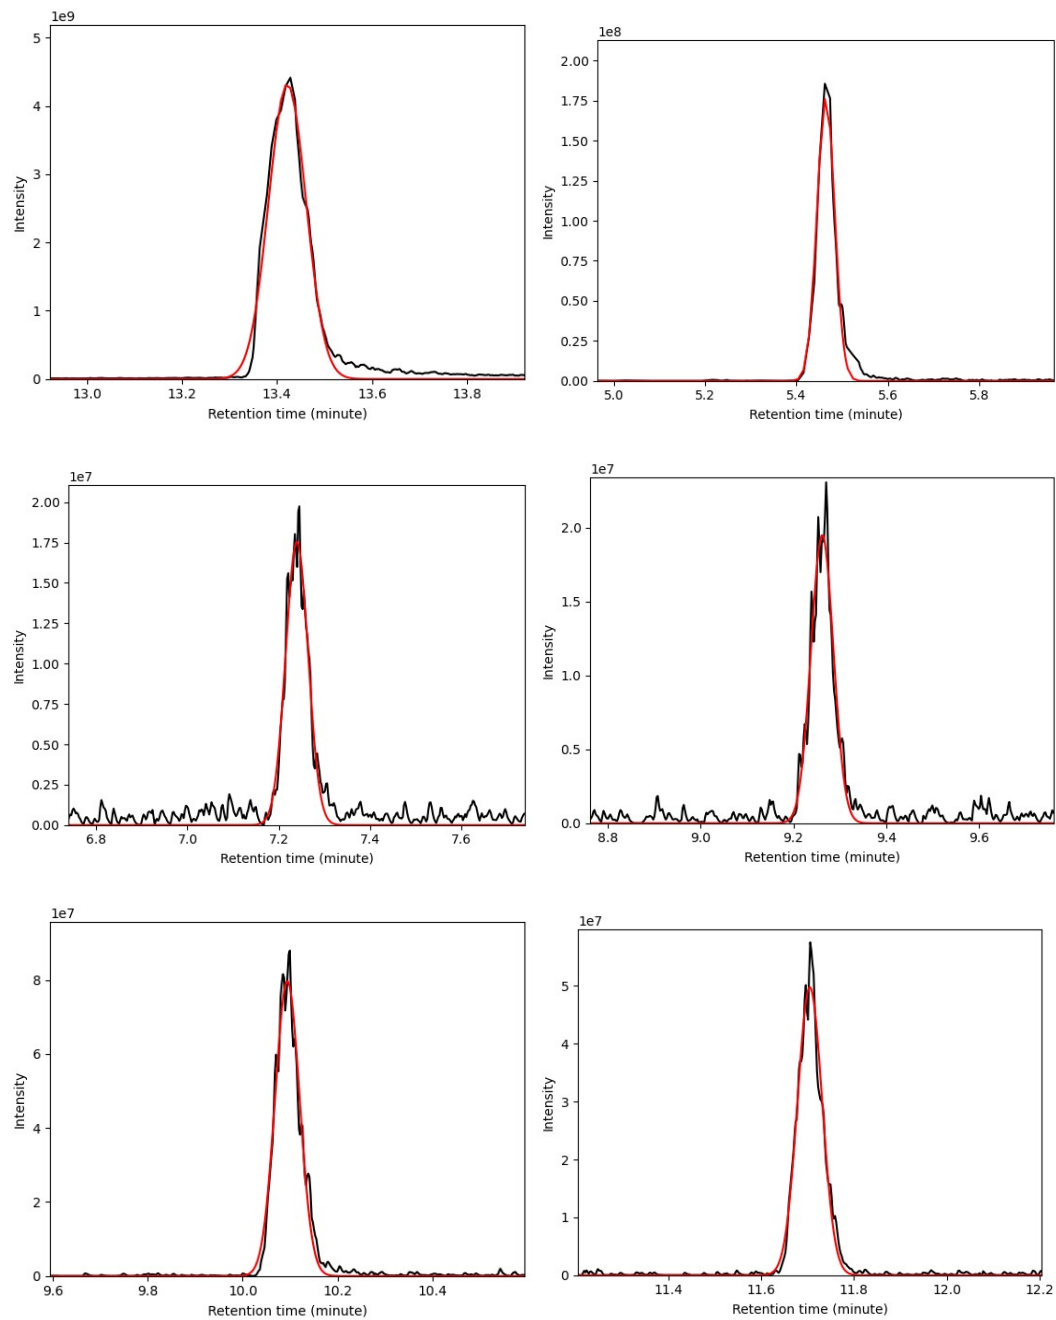 1e9
5
4
3
2
1
0
Intensity
13.0 13.2 13.4 13.6 13.8
Retention time (minute)
1e8
2.00
1.75
1.50
1.25
1.00
0.75
0.50
0.25
0.00
Intensity
5.0 5.2 5.4 5.6 5.8
Retention time (minute)
1e7
2.00
1.75
1.50
1.25
1.00
0.75
0.50
0.25
0.00
Intensity
6.8 7.0 7.2 7.4 7.6
Retention time (minute)
1e7
2.0
1.5
1.0
0.5
0.0
Intensity
8.8 9.0 9.2 9.4 9.6
Retention time (minute)
1e7
8
6
4
2
0
Intensity
9.6 9.8 10.0 10.2 10.4
Retention time (minute)
1e7
5
4
3
2
1
0
Intensity
11.4 11.6 11.8 12.0 12.2
Retention time (minute)